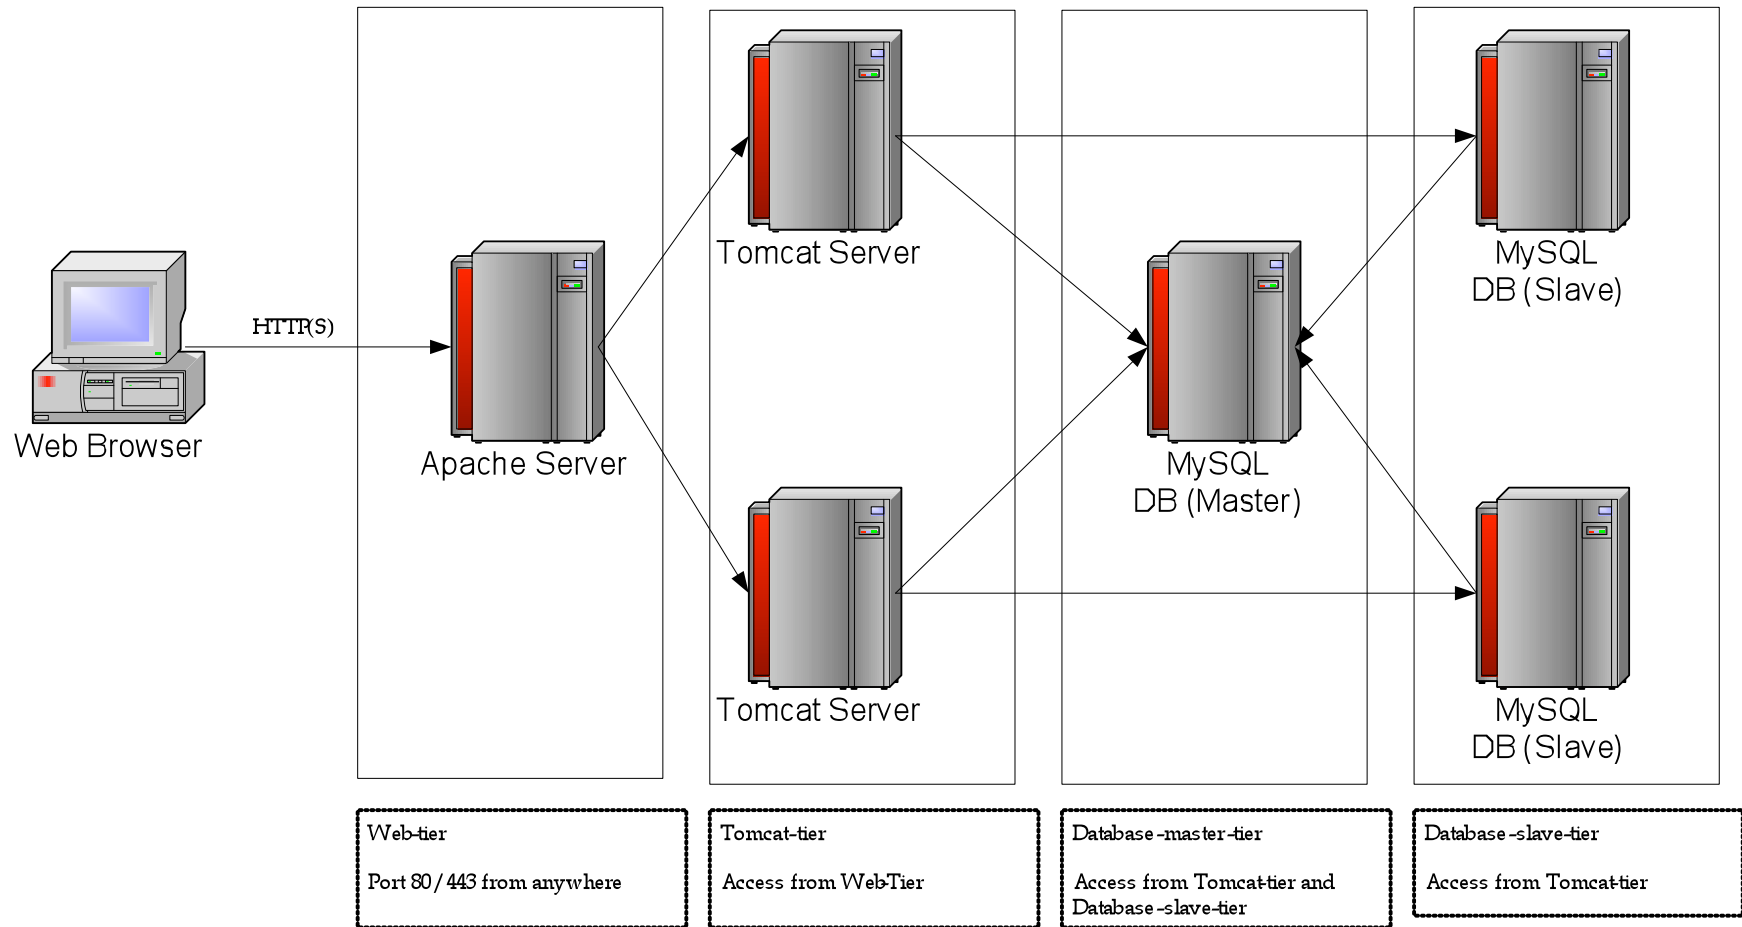 HTTP(S)
Web Browser
Apache Server
Tomcat Server
Tomcat Server
MySQL
DB (Master)
MySQL
DB (Slave)
MySQL
DB (Slave)
Web-tier
Port 80/443 from anywhere
Tomcat-tier
Access from Web-Tier
Database-master-tier
Access from Tomcat-tier and
Database-slave-tier
Database-slave-tier
Access from Tomcat-tier